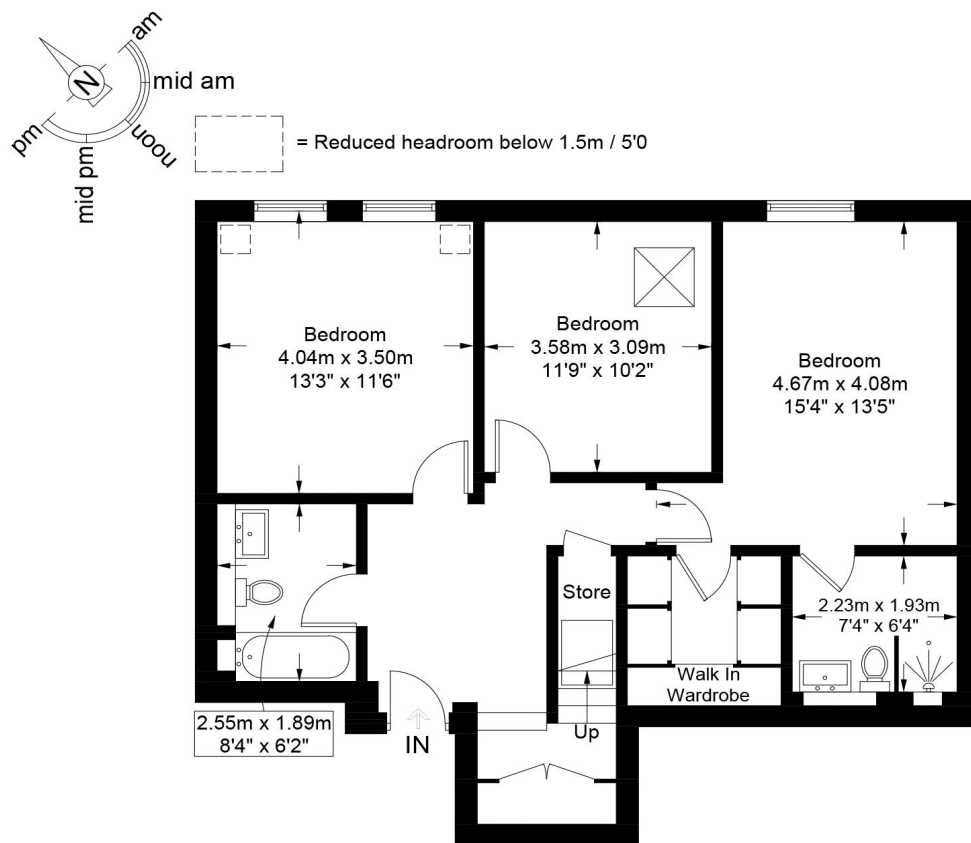 am
mid am
N
noon
mid pm
pm
= Reduced headroom below 1.5m / 5'0
Bedroom
4.04m x 3.50m
13'3" x 11'6"
Bedroom
3.58m x 3.09m
11'9" x 10'2"
Bedroom
4.67m x 4.08m
15'4" x 13'5"
Store
2.23m x 1.93m
7'4" x 6'4"
Walk In
Wardrobe
2.55m x 1.89m
8'4" x 6'2"
IN
Up